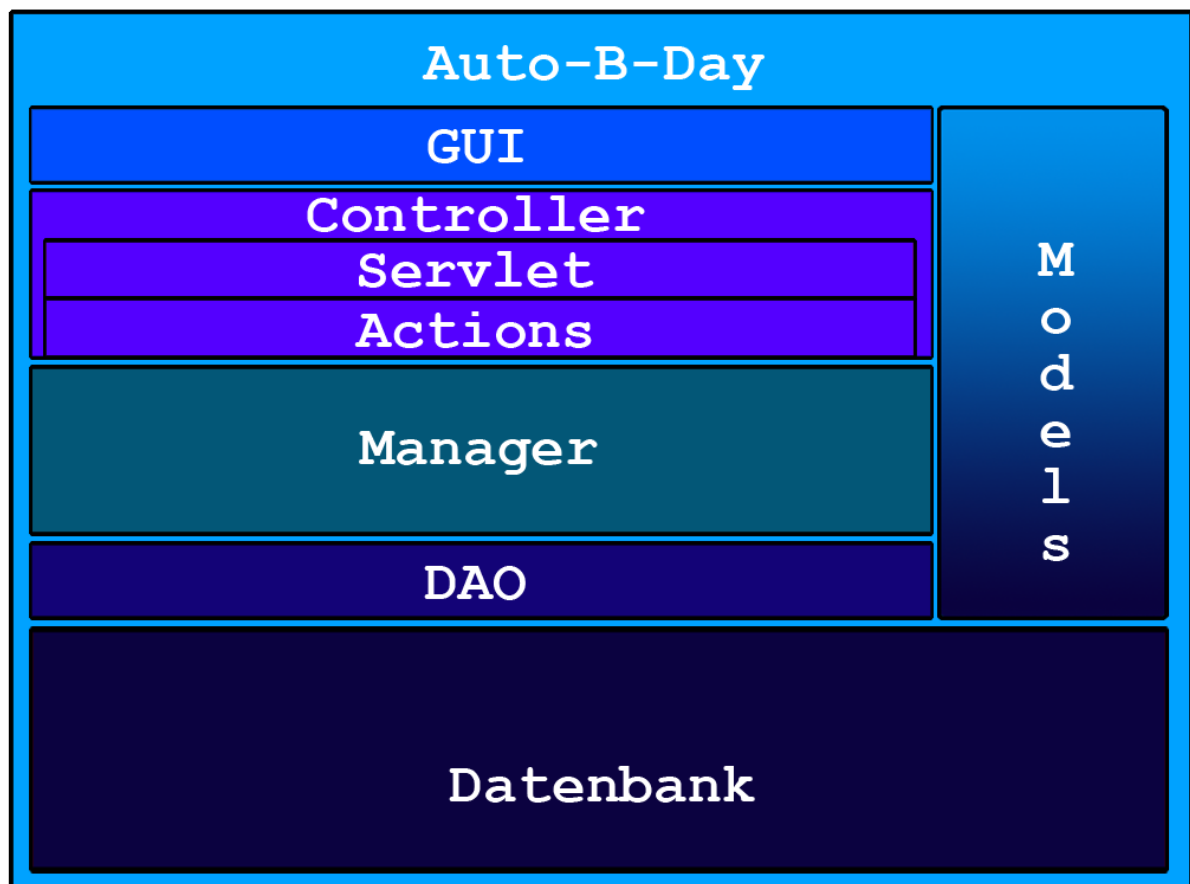 Auto-B-Day
GUI
Controller
Servlet
Actions
Manager
DAO
Models
Datenbank